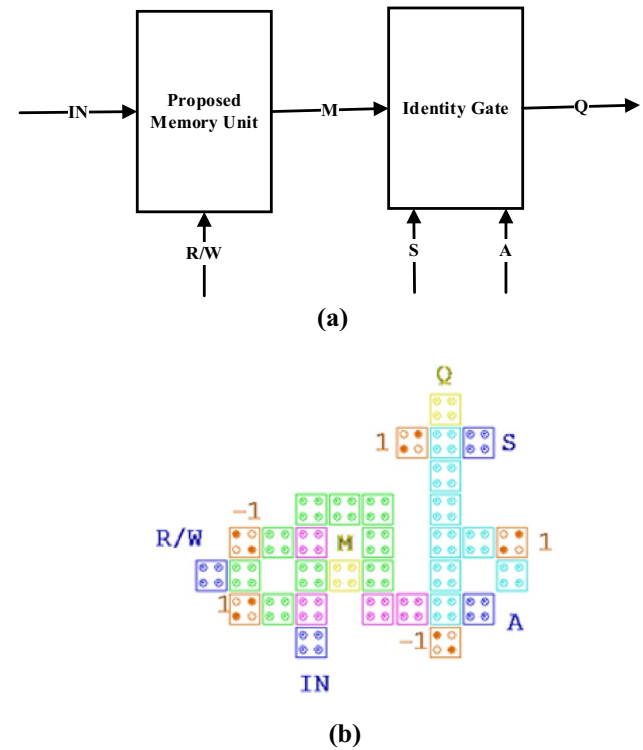 Proposed
Memory Unit
Identity Gate
IN
M
Q
R/W
S
A
(a)
Q
1
S
-1
R/W
M
1
1
A
-1
IN
(b)